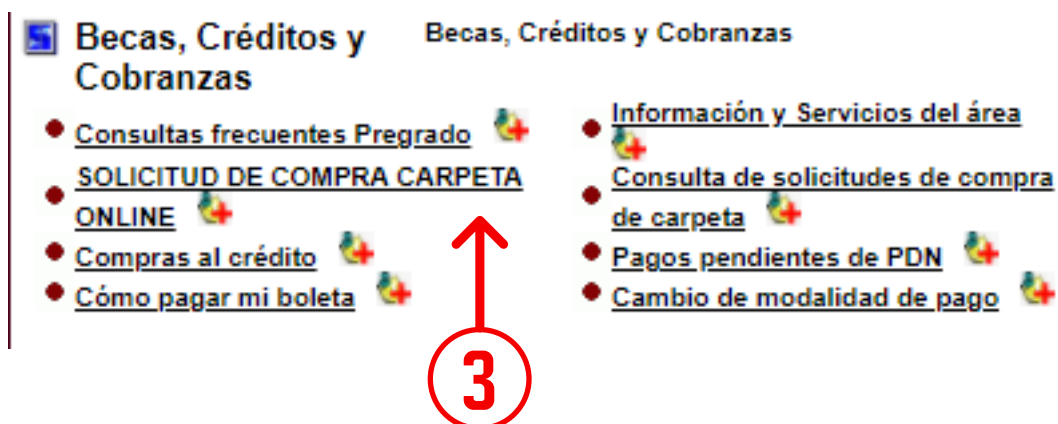 Becas, Créditos y
Cobranzas
Becas, Créditos y Cobranzas
Consultas frecuentes Pregrado
SOLICITUD DE COMPRA CARPETA
ONLINE
Compras al crédito
Cómo pagar mi boleta
Información y Servicios del área
Consulta de solicitudes de compra
de carpeta
Pagos pendientes de PDN
Cambio de modalidad de pago
3